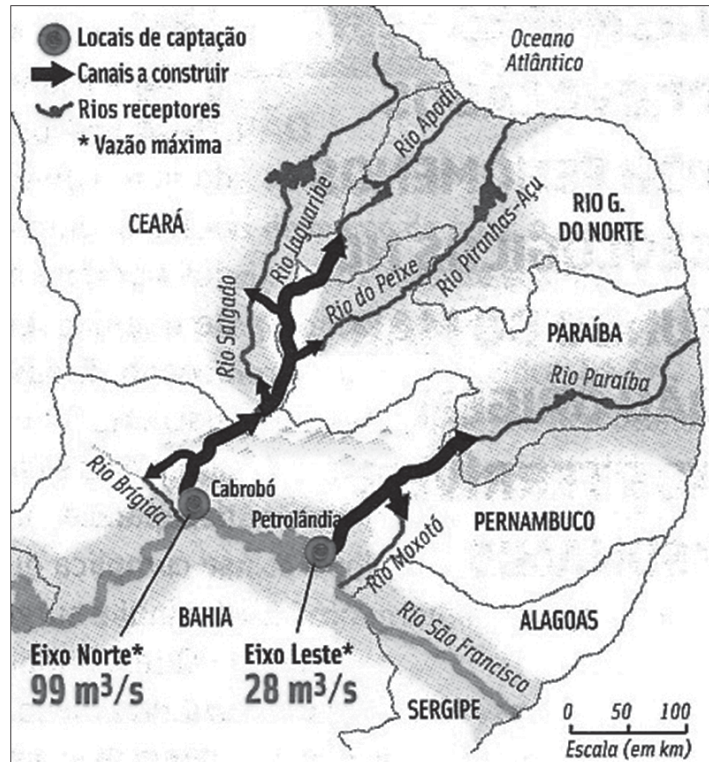 Locais de captação
Canais a construir
Rios receptores
* Vazão máxima
Oceano
Atlântico
CEARÁ
Rio Jaguaribe
Rio Apodi
Rio Piranhas-Açu
RIO G.
DO NORTE
Rio Salgado
Rio do Peixe
PARAÍBA
Rio Paraíba
Rio Brígida
Cabrobó
Petrolândia
Rio Moxotó
PERNAMBUCO
BAHIA
ALAGOAS
Rio São Francisco
SERGIPE
Eixo Norte*
99 m³/s
Eixo Leste*
28 m³/s
0 50 100
Escala (em km)